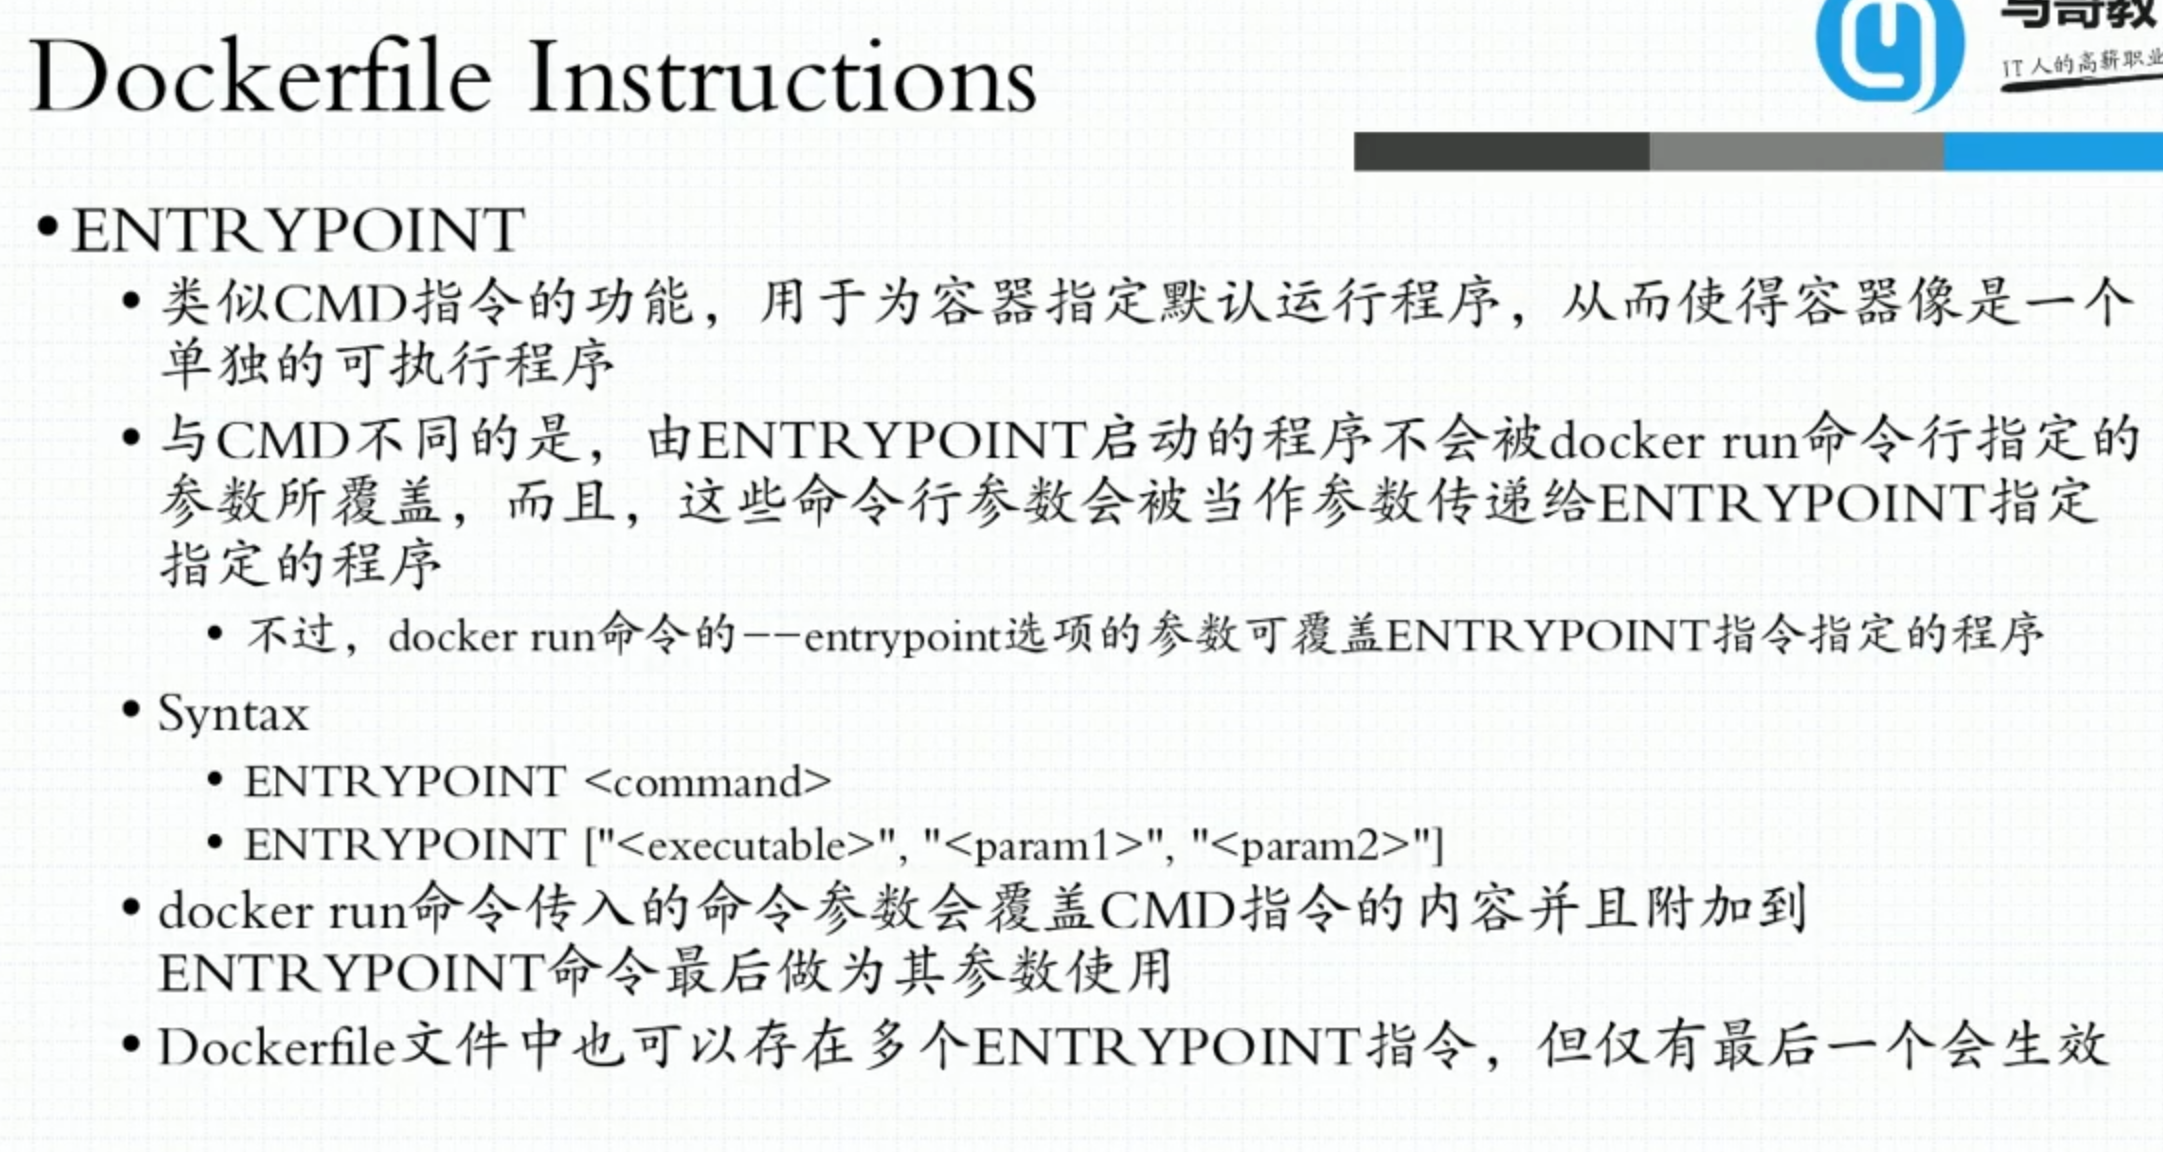 Dockerfile Instructions
IT人的高薪职业
•ENTRYPOINT
• 类似CMD指令的功能，用于为容器指定默认运行程序，从而使得容器像是一个
单独的可执行程序
• 与CMD不同的是，由ENTRYPOINT启动的程序不会被docker run命令行指定的
参数所覆盖，而且，这些命令行参数会被当作参数传递给ENTRYPOINT指定
指定的程序
• 不过，docker run命令的--entrypoint选项的参数可覆盖ENTRYPOINT指令指定的程序
• Syntax
• ENTRYPOINT <command>
• ENTRYPOINT ["<executable>", "<param1>", "<param2>"]
• docker run命令传入的命令参数会覆盖CMD指令的内容并且附加到
ENTRYPOINT命令最后做为其参数使用
• Dockerfile文件中也可以存在多个ENTRYPOINT指令，但仅有最后一个会生效